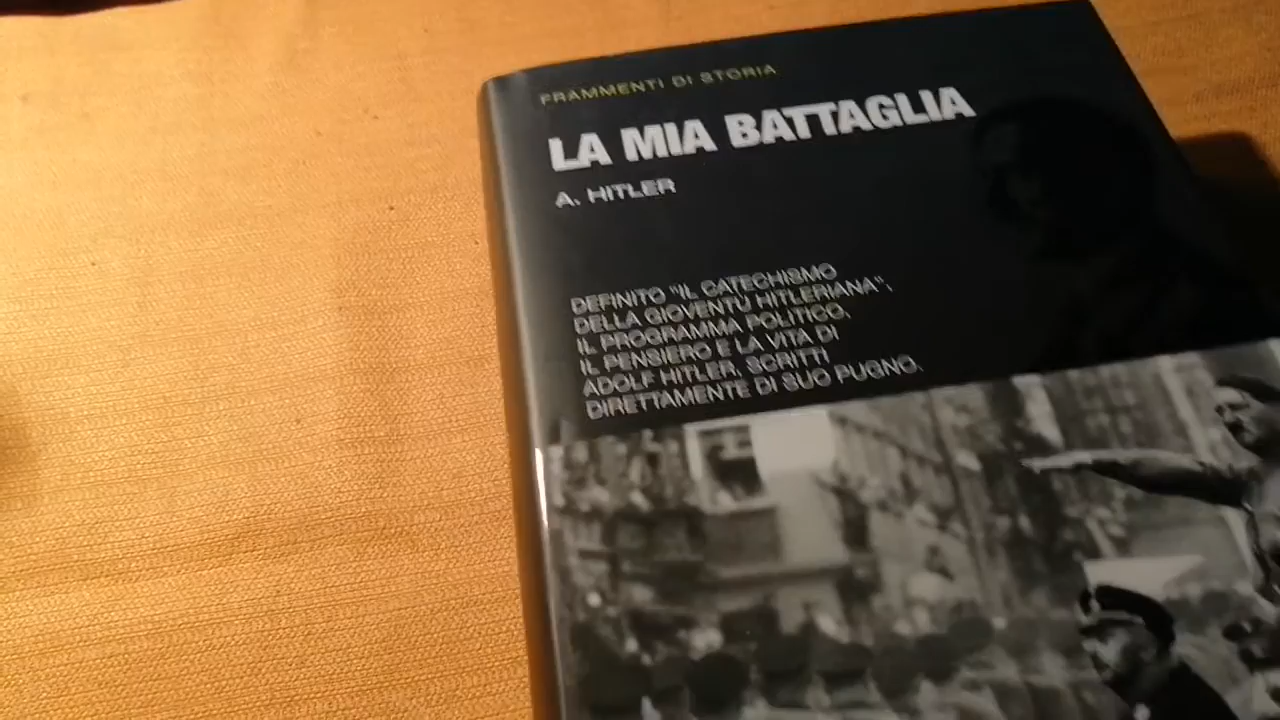 FRAMMENTI DI STORIA
LA MIA BATTAGLIA
A. HITLER
DEFINITO "IL CATECHISMO
DELLA GIOVENTÙ HITLERIANA",
IL PROGRAMMA POLITICO,
IL PENSIERO E LA VITA DI
ADOLF HITLER, SCRITTI
DIRETTAMENTE DI SUO PUGNO.